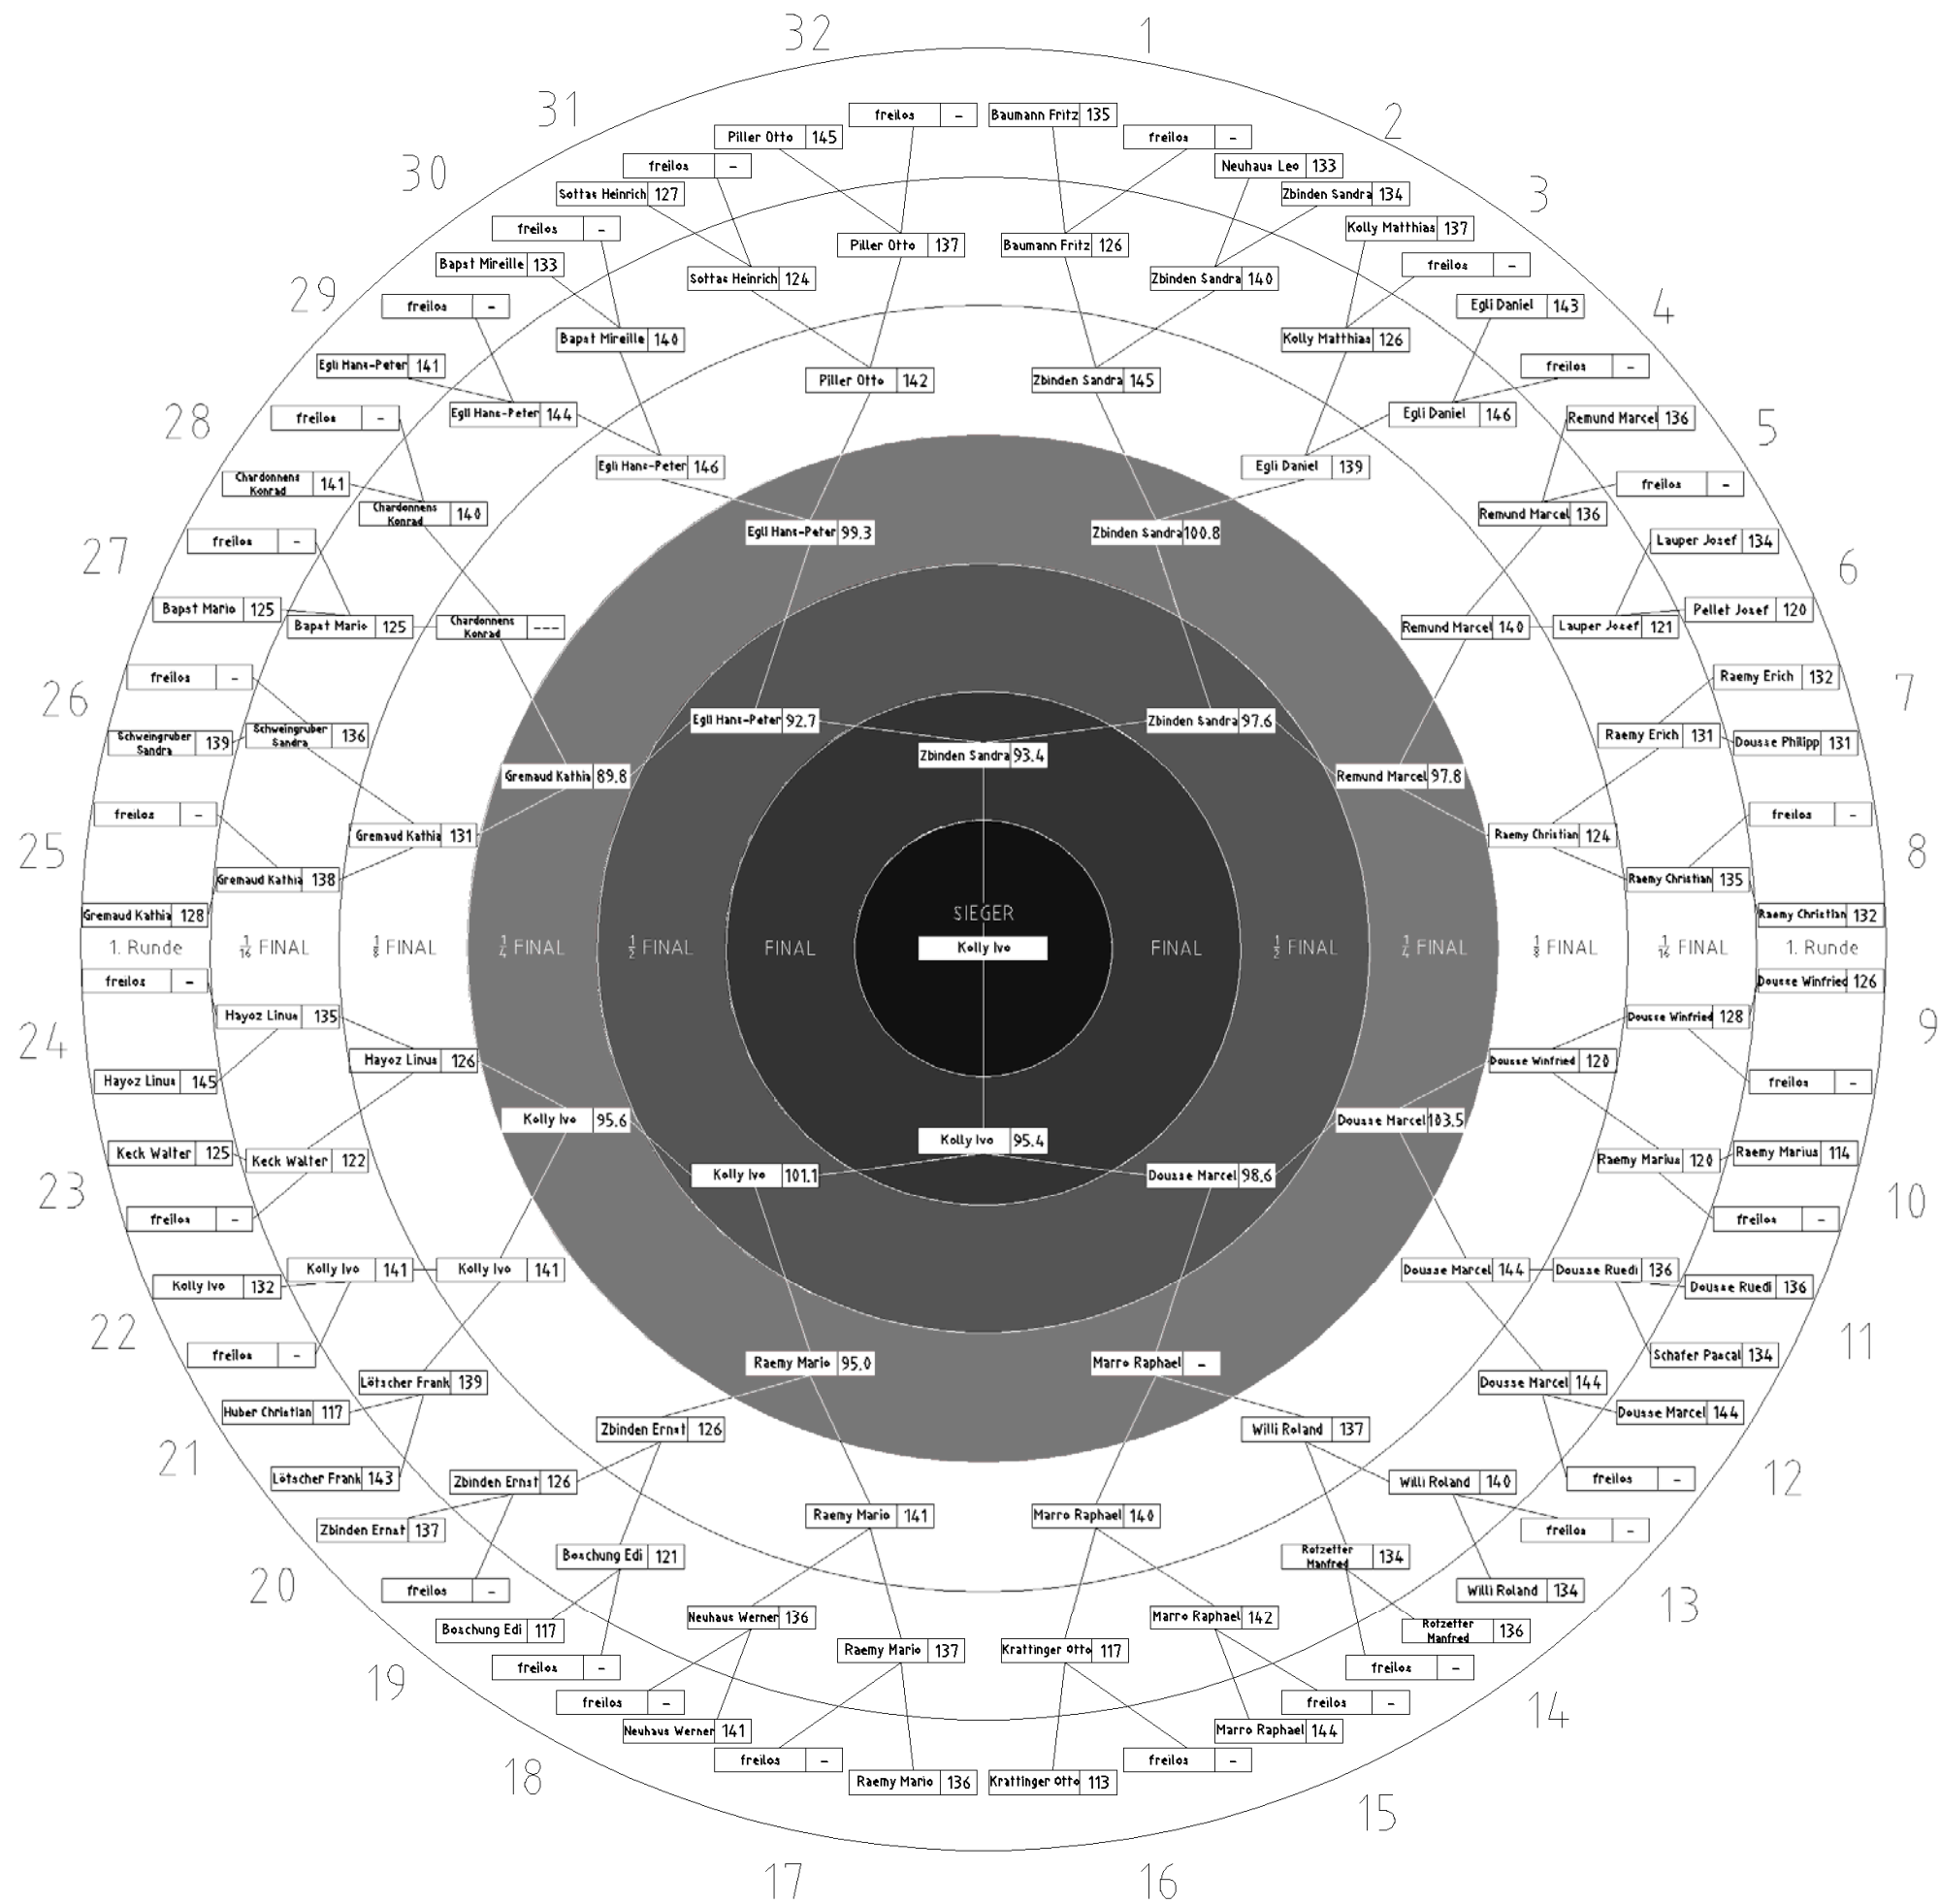 32
1
31
2
30
3
29
4
28
5
27
6
26
7
25
8
24
9
23
10
22
11
21
12
20
13
19
14
18
15
17
16
freilos -
Baumann Fritz 135
Piller Otto 145
freilos -
freilos -
Neuhaus Leo 133
Sottas Heinrich 127
Zbinden Sandra 134
freilos -
Kolly Matthias 137
Piller Otto 137
Baumann Fritz 126
Bapst Mireille 133
freilos -
Sottas Heinrich 124
Zbinden Sandra 140
freilos -
Egli Daniel 143
Bapst Mireille 140
Kolly Matthias 126
Egli Hans-Peter 141
freilos -
Piller Otto 142
Zbinden Sandra 145
Egli Hans-Peter 144
Egli Daniel 146
freilos -
Remund Marcel 136
Egli Hans-Peter 146
Egli Daniel 139
Chardonnens
Konrad 141
freilos -
Chardonnens
Konrad 140
Remund Marcel 136
Egli Hans-Peter 99.3
Zbinden Sandra 100.8
freilos -
Lauper Josef 134
Bapst Mario 125
Pellet Josef 120
Bapst Mario 125
Chardonnens
Konrad ---
Remund Marcel 140
Lauper Josef 121
freilos -
Raemy Erich 132
Egli Hans-Peter 92.7
Zbinden Sandra 97.6
Schweingruber
Sandra 139
Schweingruber
Sandra 136
Raemy Erich 131
Dousse Philipp 131
Zbinden Sandra 93.4
Gremaud Kathia 89.8
Remund Marcel 97.8
freilos -
freilos -
Gremaud Kathia 131
Raemy Christian 124
Gremaud Kathia 138
Raemy Christian 135
Gremaud Kathia 128
SIEGER
Raemy Christian 132
1. Runde
1/16 FINAL
1/8 FINAL
1/4 FINAL
1/2 FINAL
FINAL
Kolly Ivo
FINAL
1/2 FINAL
1/4 FINAL
1/8 FINAL
1/16 FINAL
1. Runde
freilos -
Dousse Winfried 126
Hayoz Linus 135
Dousse Winfried 128
Hayoz Linus 126
Dousse Winfried 120
Hayoz Linus 145
freilos -
Kolly Ivo 95.6
Dousse Marcel 103.5
Kolly Ivo 95.4
Keck Walter 125
Keck Walter 122
Raemy Marius 120
Raemy Marius 114
Kolly Ivo 101.1
Dousse Marcel 98.6
freilos -
freilos -
Kolly Ivo 141
Kolly Ivo 141
Dousse Marcel 144
Dousse Ruedi 136
Kolly Ivo 132
Dousse Ruedi 136
freilos -
Raemy Mario 95.0
Marro Raphael -
Schafer Pascal 134
Lötscher Frank 139
Dousse Marcel 144
Huber Christian 117
Dousse Marcel 144
Zbinden Ernst 126
Willi Roland 137
Lötscher Frank 143
Zbinden Ernst 126
Willi Roland 140
freilos -
Raemy Mario 141
Marro Raphael 140
Zbinden Ernst 137
freilos -
Boschung Edi 121
Rotzetter
Manfred 134
freilos -
Willi Roland 134
Neuhaus Werner 136
Marro Raphael 142
Boschung Edi 117
Rotzetter
Manfred 136
Raemy Mario 137
Krattinger Otto 117
freilos -
freilos -
freilos -
freilos -
Neuhaus Werner 141
Marro Raphael 144
freilos -
freilos -
Raemy Mario 136
Krattinger Otto 113